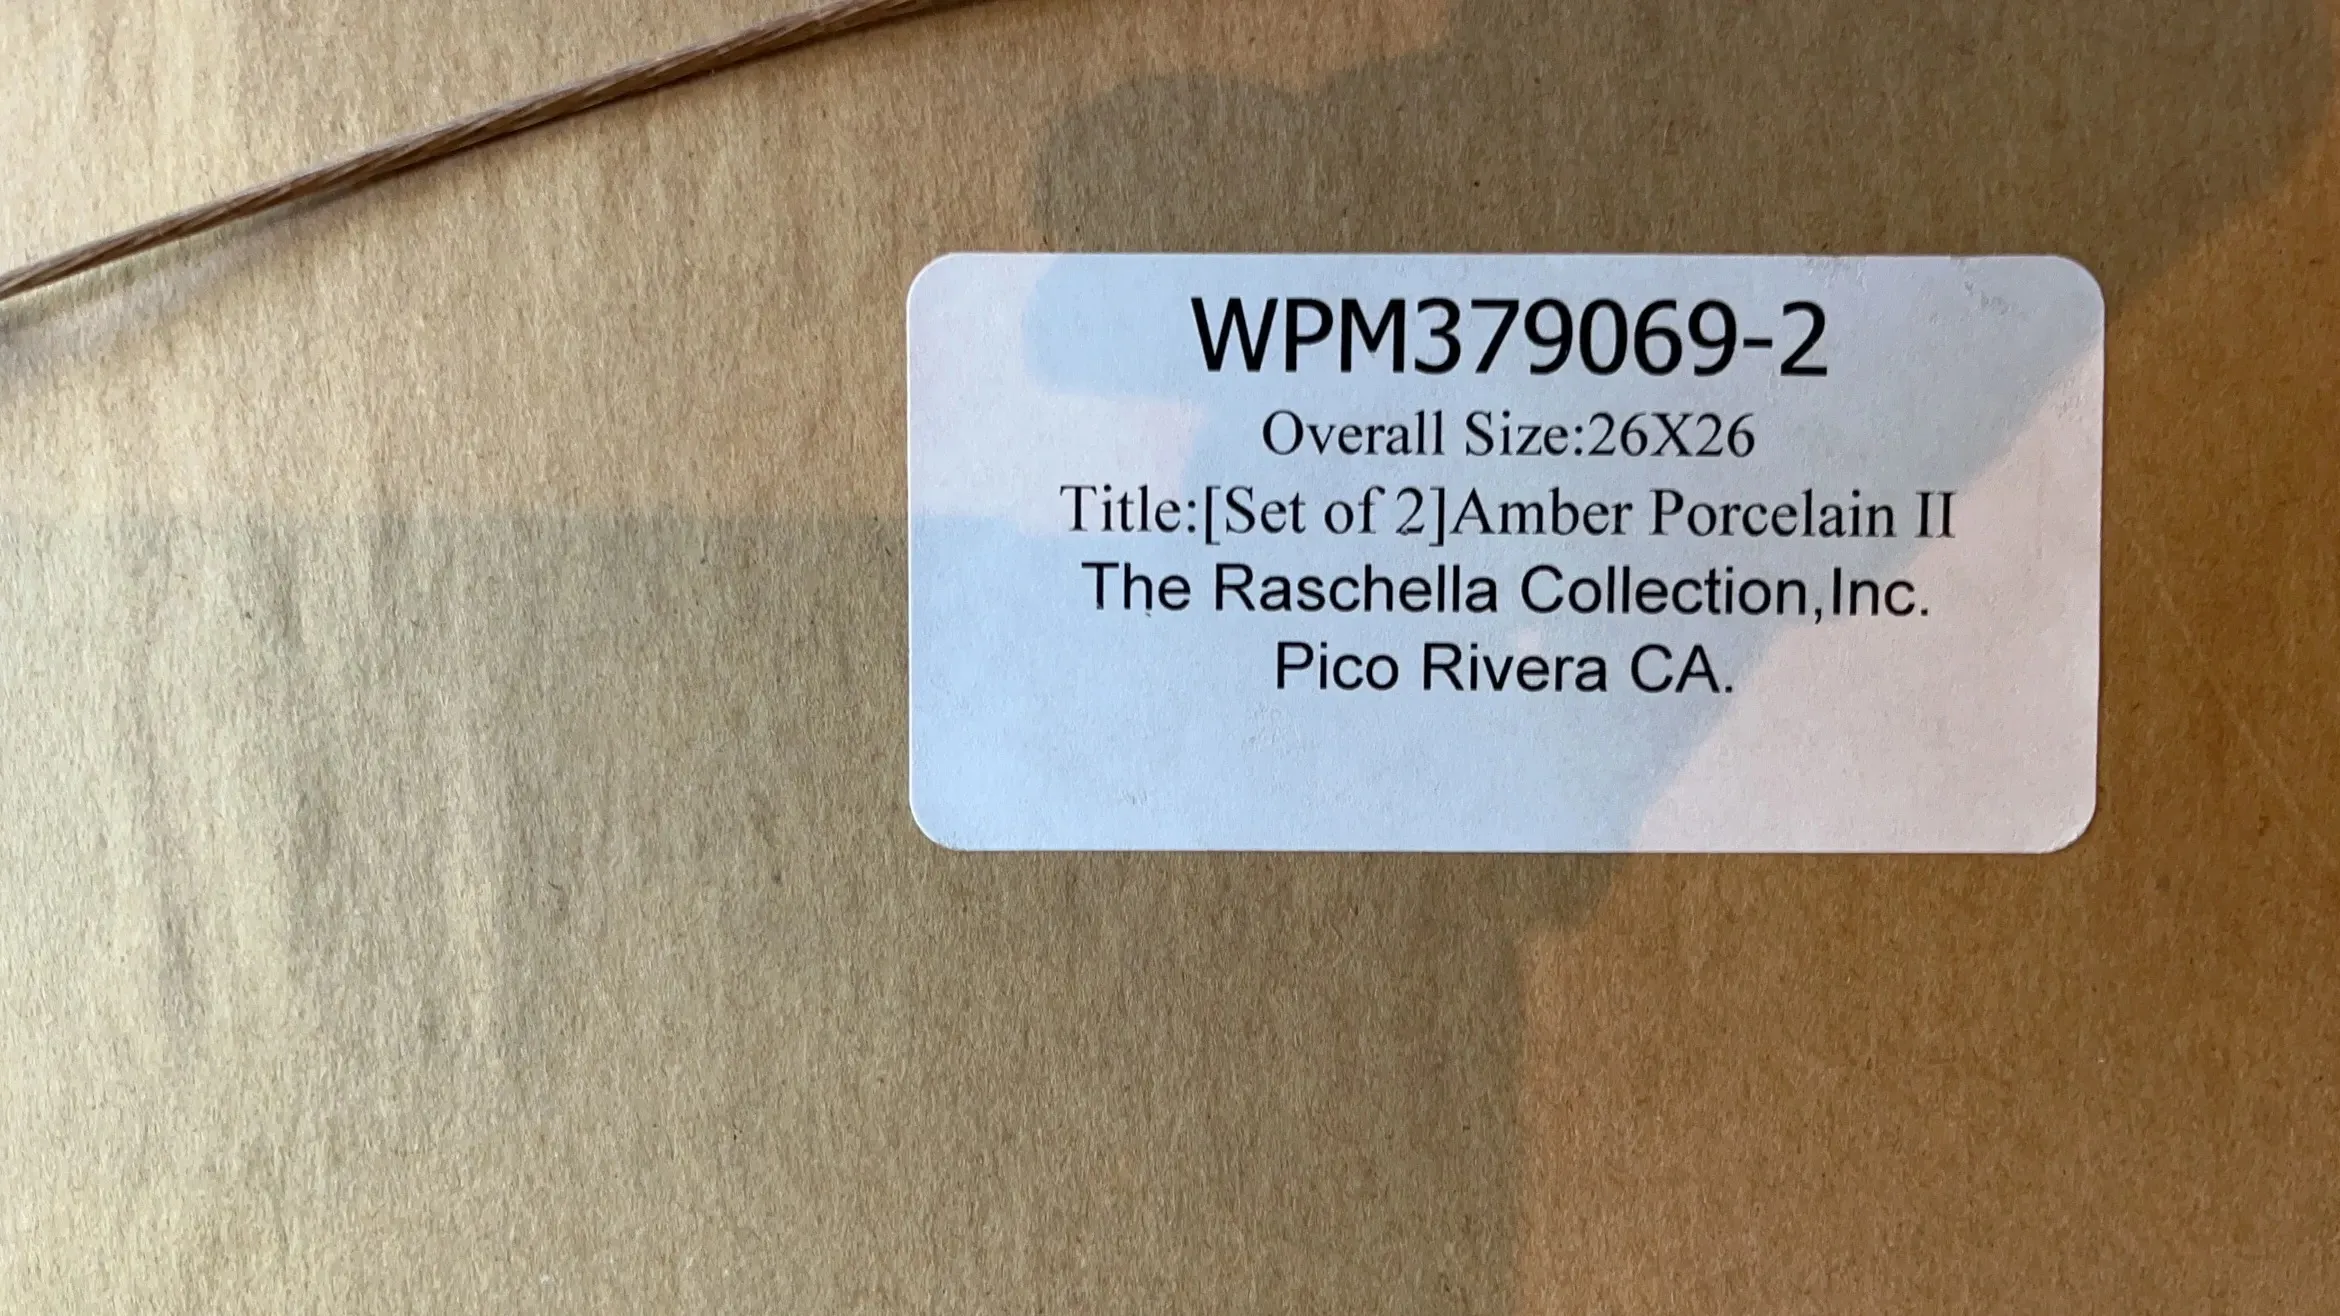 WPM379069-2
Overall Size:26X26
Title:[Set of 2]Amber Porcelain II
The Raschella Collection,Inc.
Pico Rivera CA.